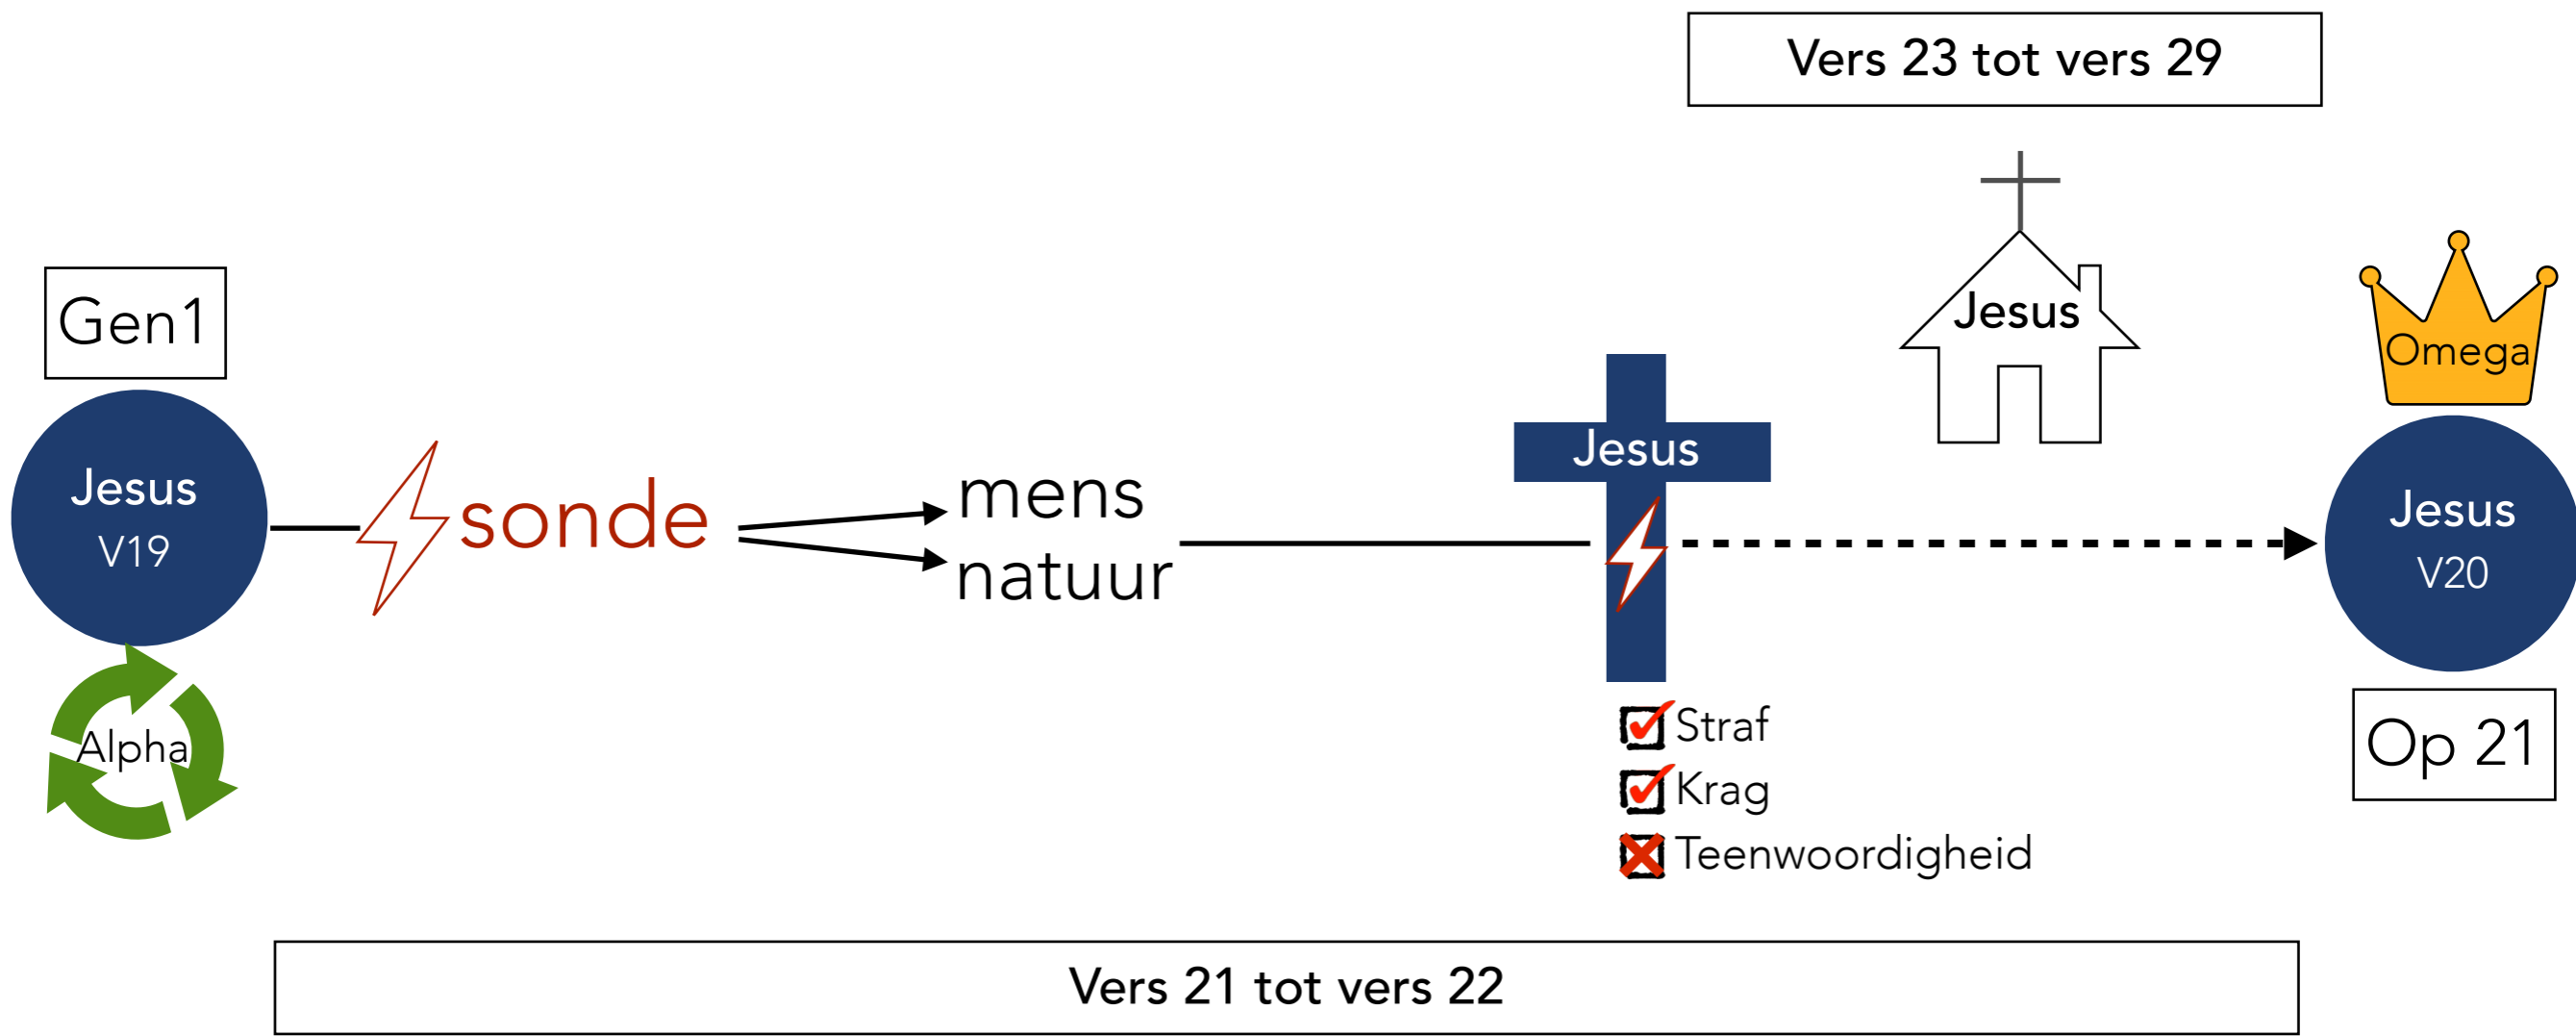 Vers 23 tot vers 29
Gen1
Jesus
V19
Alpha
sonde
mens
natuur
Jesus
Straf
Krag
Teenwoordigheid
Jesus
Omega
Jesus
V20
Op 21
Vers 21 tot vers 22